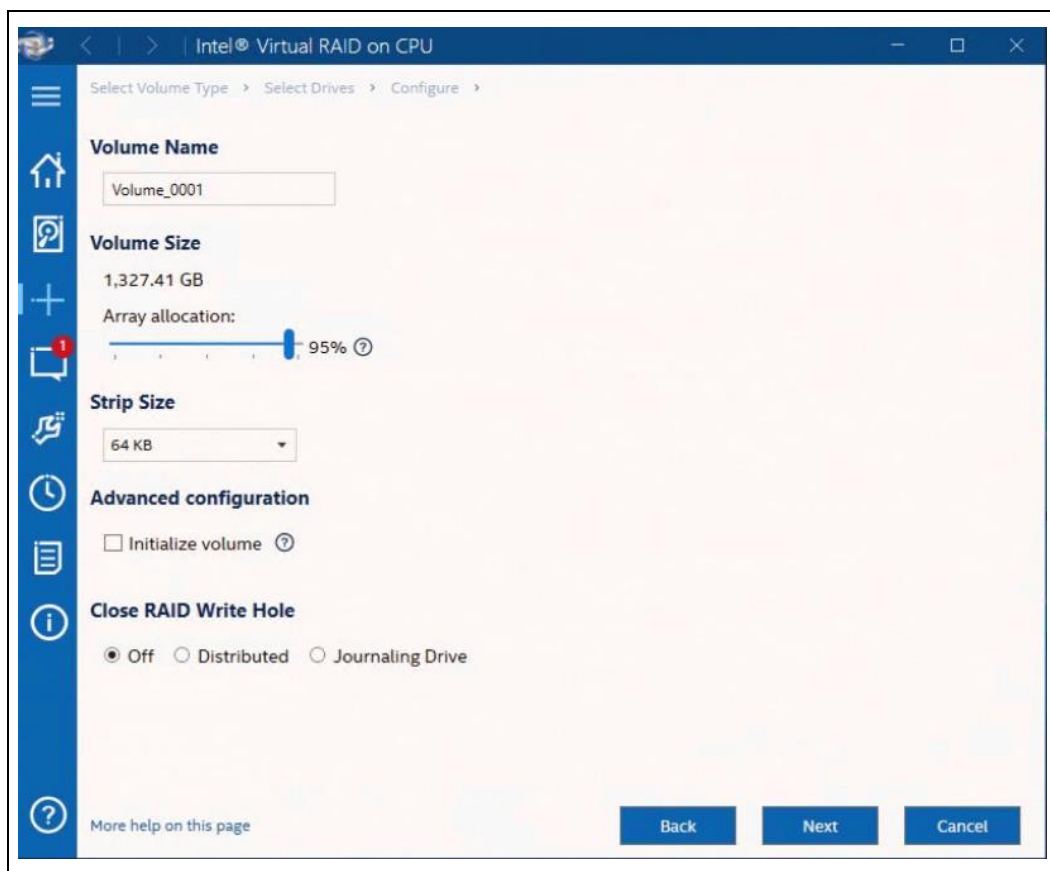 Intel® Virtual RAID on CPU
Select Volume Type > Select Drives > Configure >
Volume Name
Volume_0001
Volume Size
1,327.41 GB
Array allocation:
95% ?
Strip Size
64 KB
1
Advanced configuration
Initialize volume ?
Close RAID Write Hole
Off Distributed Journaling Drive
? More help on this page Back Next Cancel